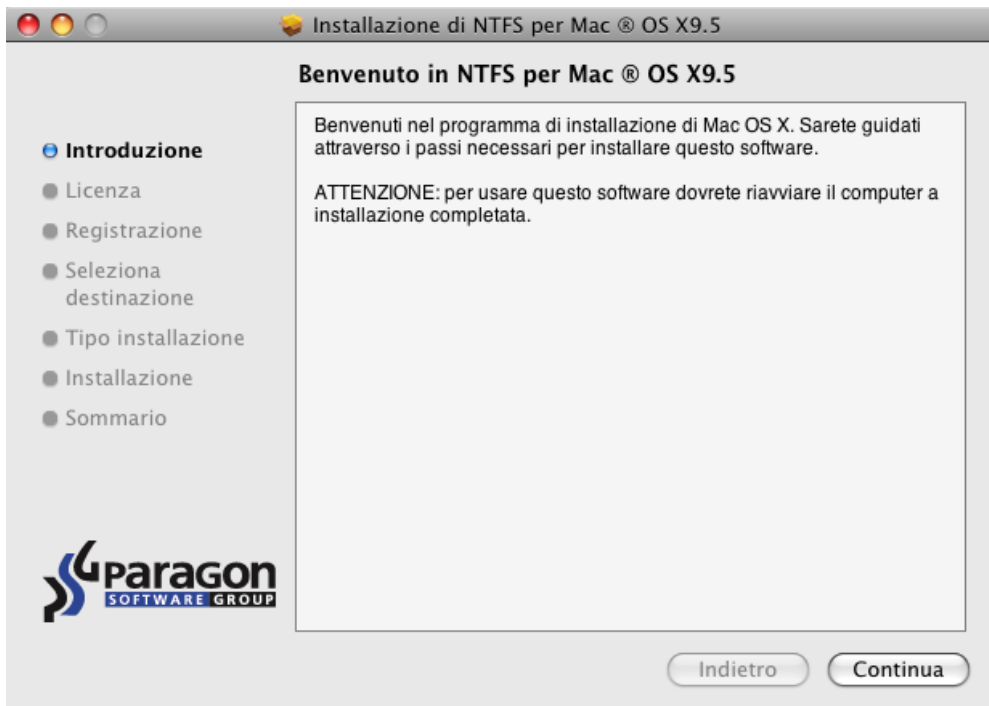 Installazione di NTFS per Mac ® OS X9.5
Benvenuto in NTFS per Mac ® OS X9.5
Introduzione
Licenza
Registrazione
Seleziona
destinazione
Tipo installazione
Installazione
Sommario
Benvenuti nel programma di installazione di Mac OS X. Sarete guidati
attraverso i passi necessari per installare questo software.
ATTENZIONE: per usare questo software dovrete riavviare il computer a
installazione completata.
Paragon
SOFTWARE GROUP
Indietro
Continua